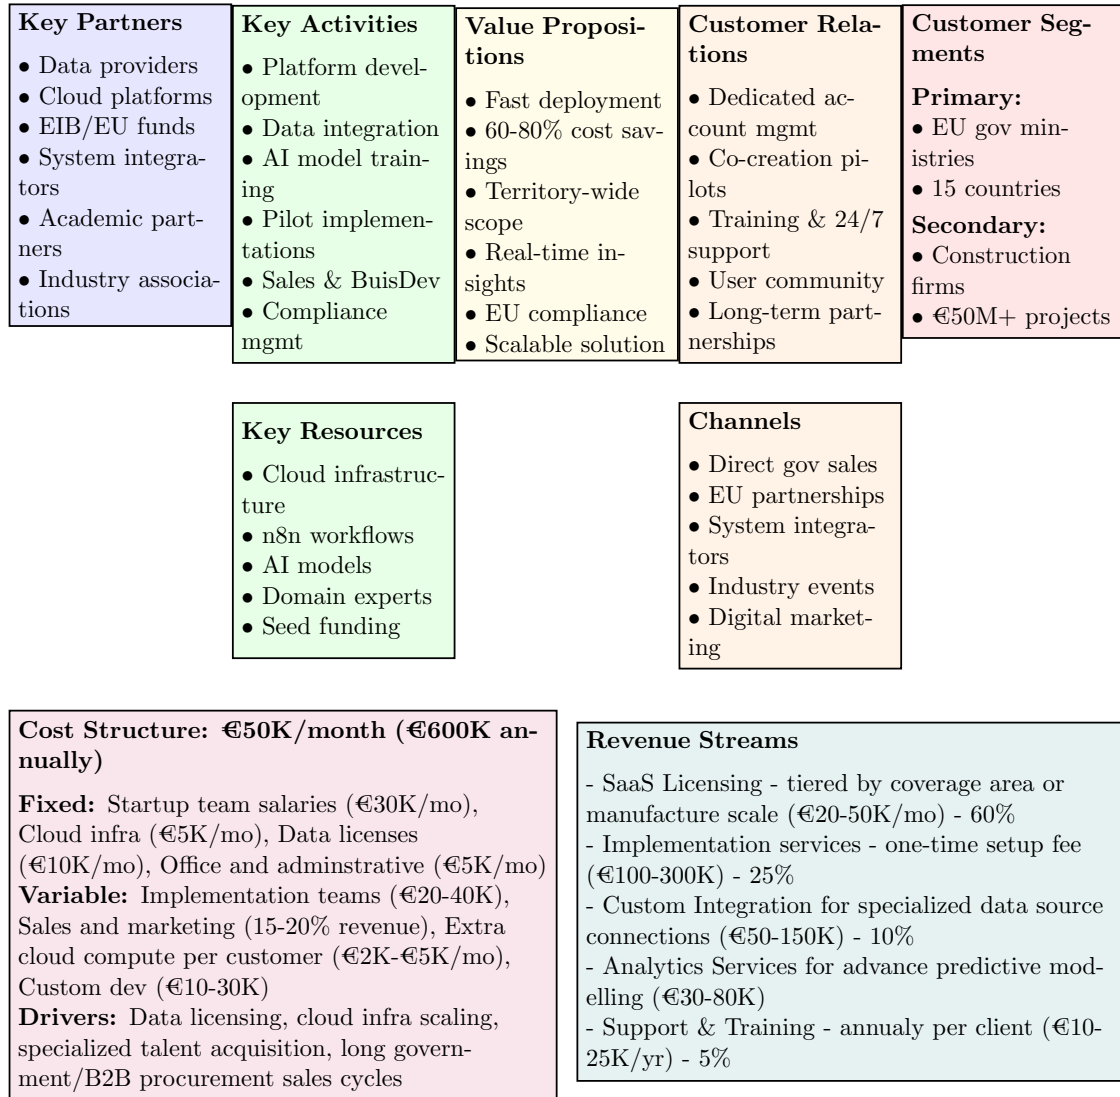 Key Partners
• Data providers
• Cloud platforms
• EIB/EU funds
• System integra-
tors
• Academic part-
ners
• Industry associa-
tions
Key Activities
• Platform devel-
opment
• Data integration
• AI model train-
ing
• Pilot implemen-
tations
• Sales & BuisDev
• Compliance
mgmt
Value Proposi-
tions
• Fast deployment
• 60-80% cost sav-
ings
• Territory-wide
scope
• Real-time in-
sights
• EU compliance
• Scalable solution
Customer Rela-
tions
• Dedicated ac-
count mgmt
• Co-creation pi-
lots
• Training & 24/7
support
• User community
• Long-term part-
nerships
Customer Seg-
ments
Primary:
• EU gov min-
istries
• 15 countries
Secondary:
• Construction
firms
• €50M+ projects
Key Resources
• Cloud infrastruc-
ture
• n8n workflows
• AI models
• Domain experts
• Seed funding
Channels
• Direct gov sales
• EU partnerships
• System integra-
tors
• Industry events
• Digital market-
ing
Cost Structure: €50K/month (€600K an-
nually)
Fixed: Startup team salaries (€30K/mo),
Cloud infra (€5K/mo), Data licenses
(€10K/mo), Office and adminstrative (€5K/mo)
Variable: Implementation teams (€20-40K),
Sales and marketing (15-20% revenue), Extra
cloud compute per customer (€2K-€5K/mo),
Custom dev (€10-30K)
Drivers: Data licensing, cloud infra scaling,
specialized talent acquisition, long govern-
ment/B2B procurement sales cycles
Revenue Streams
- SaaS Licensing - tiered by coverage area or
manufacture scale (€20-50K/mo) - 60%
- Implementation services - one-time setup fee
(€100-300K) - 25%
- Custom Integration for specialized data source
connections (€50-150K) - 10%
- Analytics Services for advance predictive mod-
elling (€30-80K)
- Support & Training - annualy per client (€10-
25K/yr) - 5%